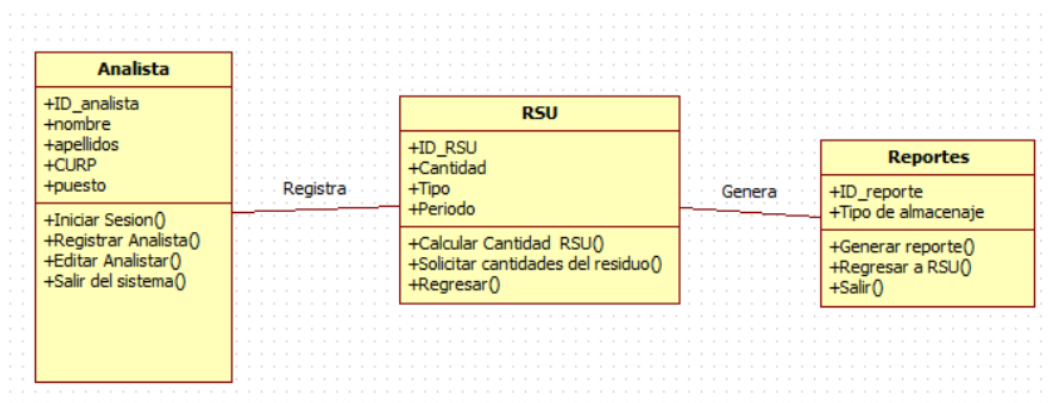 Analista
+ID_analista
+nombre
+apellidos
+CURP
+puesto
+Iniciar Sesion()
+Registrar Analista()
+Editar Analistar()
+Salir del sistema()
Registra
RSU
+ID_RSU
+Cantidad
+Tipo
+Periodo
+Calcular Cantidad RSU()
+Solicitar cantidades del residuo()
+Regresar()
Genera
Reportes
+ID_reporte
+Tipo de almacenaje
+Generar reporte()
+Regresar a RSU()
+Salir()